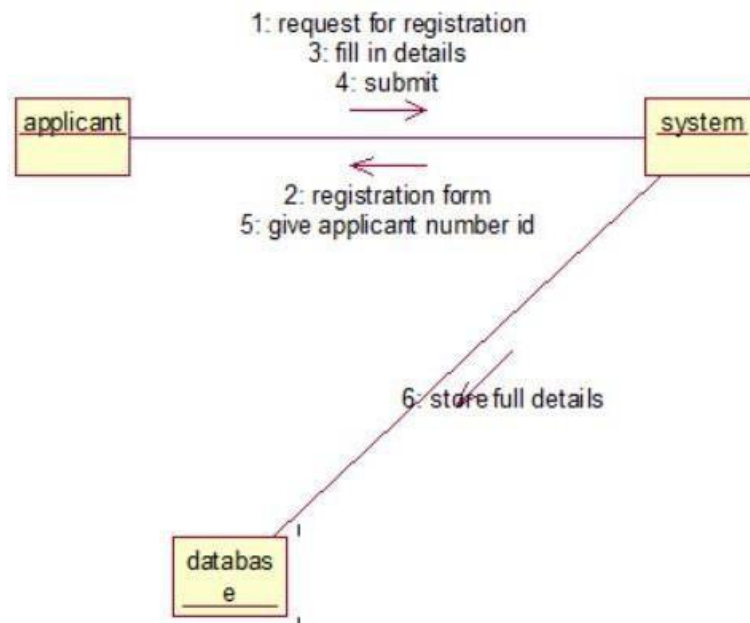 1: request for registration
3: fill in details
4: submit
applicant
system
2: registration form
5: give applicant number id
6: store full details
databas
e